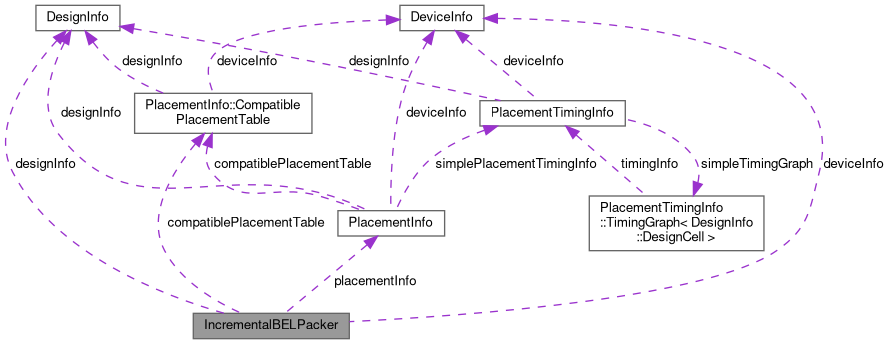 DesignInfo
DeviceInfo
designInfo
deviceInfo
designInfo
deviceInfo
PlacementInfo::Compatible
PlacementTable
designInfo
deviceInfo
PlacementTimingInfo
designInfo
compatiblePlacementTable
simplePlacementTimingInfo
timingInfo
simpleTimingGraph
deviceInfo
compatiblePlacementTable
PlacementInfo
PlacementTimingInfo
::TimingGraph< DesignInfo
::DesignCell >
placementInfo
IncrementalBELPacker